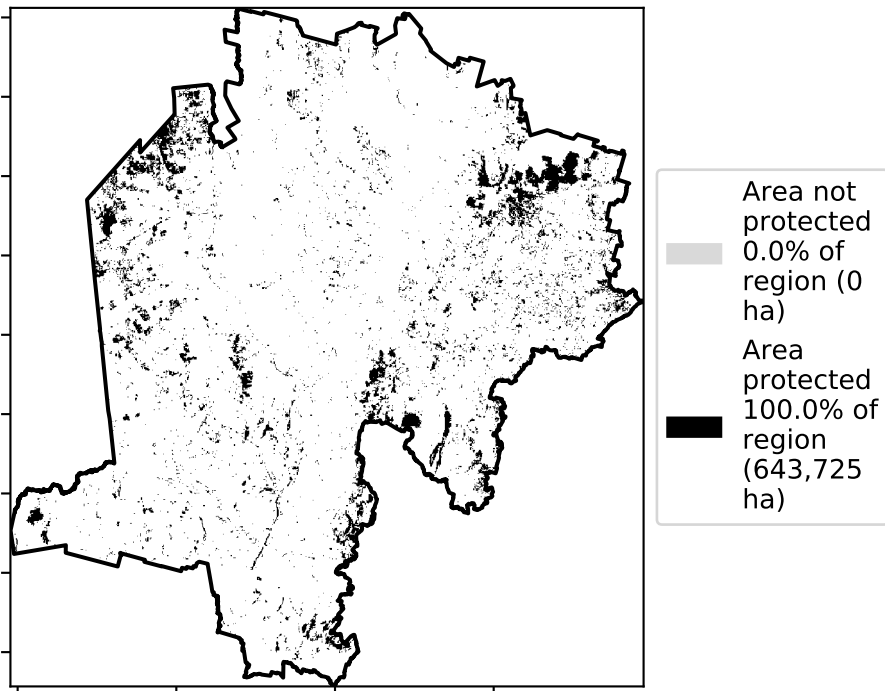 Area not
protected
0.0% of
region (0
ha)
Area
protected
100.0% of
region
(643,725
ha)